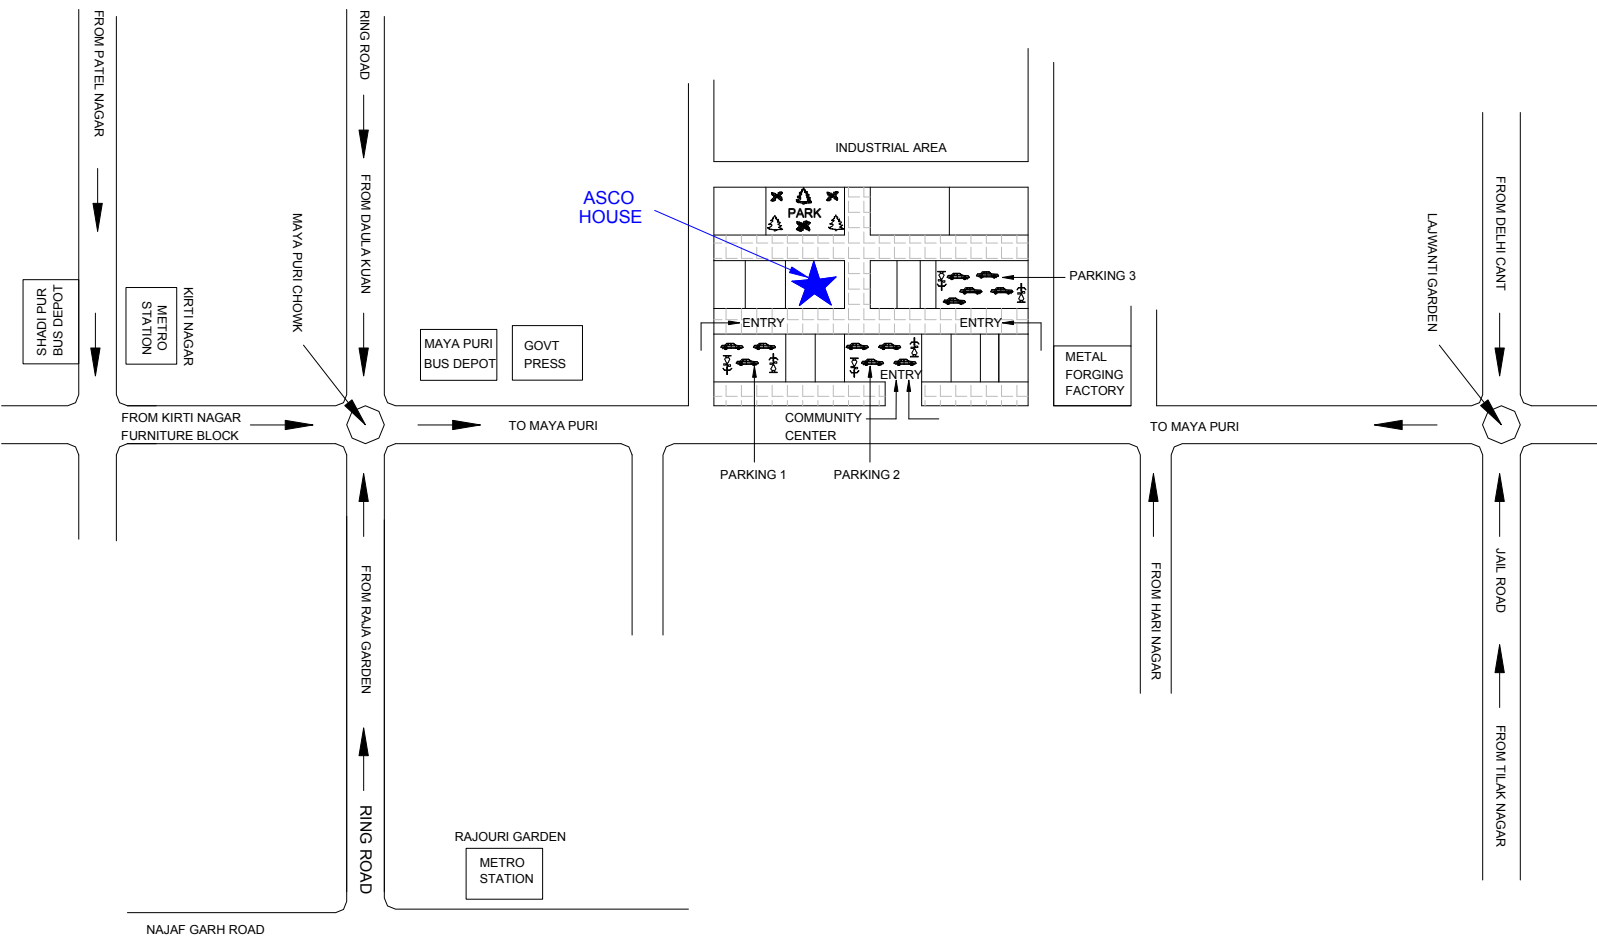 FROM PATEL NAGAR
RING ROAD
FROM DAULA KUAN
MAYA PURI CHOWK
SHADI PUR
BUS DEPOT
METRO
STATION
KIRTI NAGAR
MAYA PURI
BUS DEPOT
GOVT
PRESS
INDUSTRIAL AREA
ASCO
HOUSE
PARK
PARKING 3
ENTRY
ENTRY
ENTRY
METAL
FORGING
FACTORY
LAJWANTI GARDEN
FROM DELHI CANT
FROM KIRTI NAGAR
FURNITURE BLOCK
TO MAYA PURI
COMMUNITY
CENTER
TO MAYA PURI
PARKING 1
PARKING 2
FROM RAJA GARDEN
RING ROAD
FROM HARI NAGAR
JAIL ROAD
FROM TILAK NAGAR
RAJOURI GARDEN
METRO
STATION
NAJAF GARH ROAD